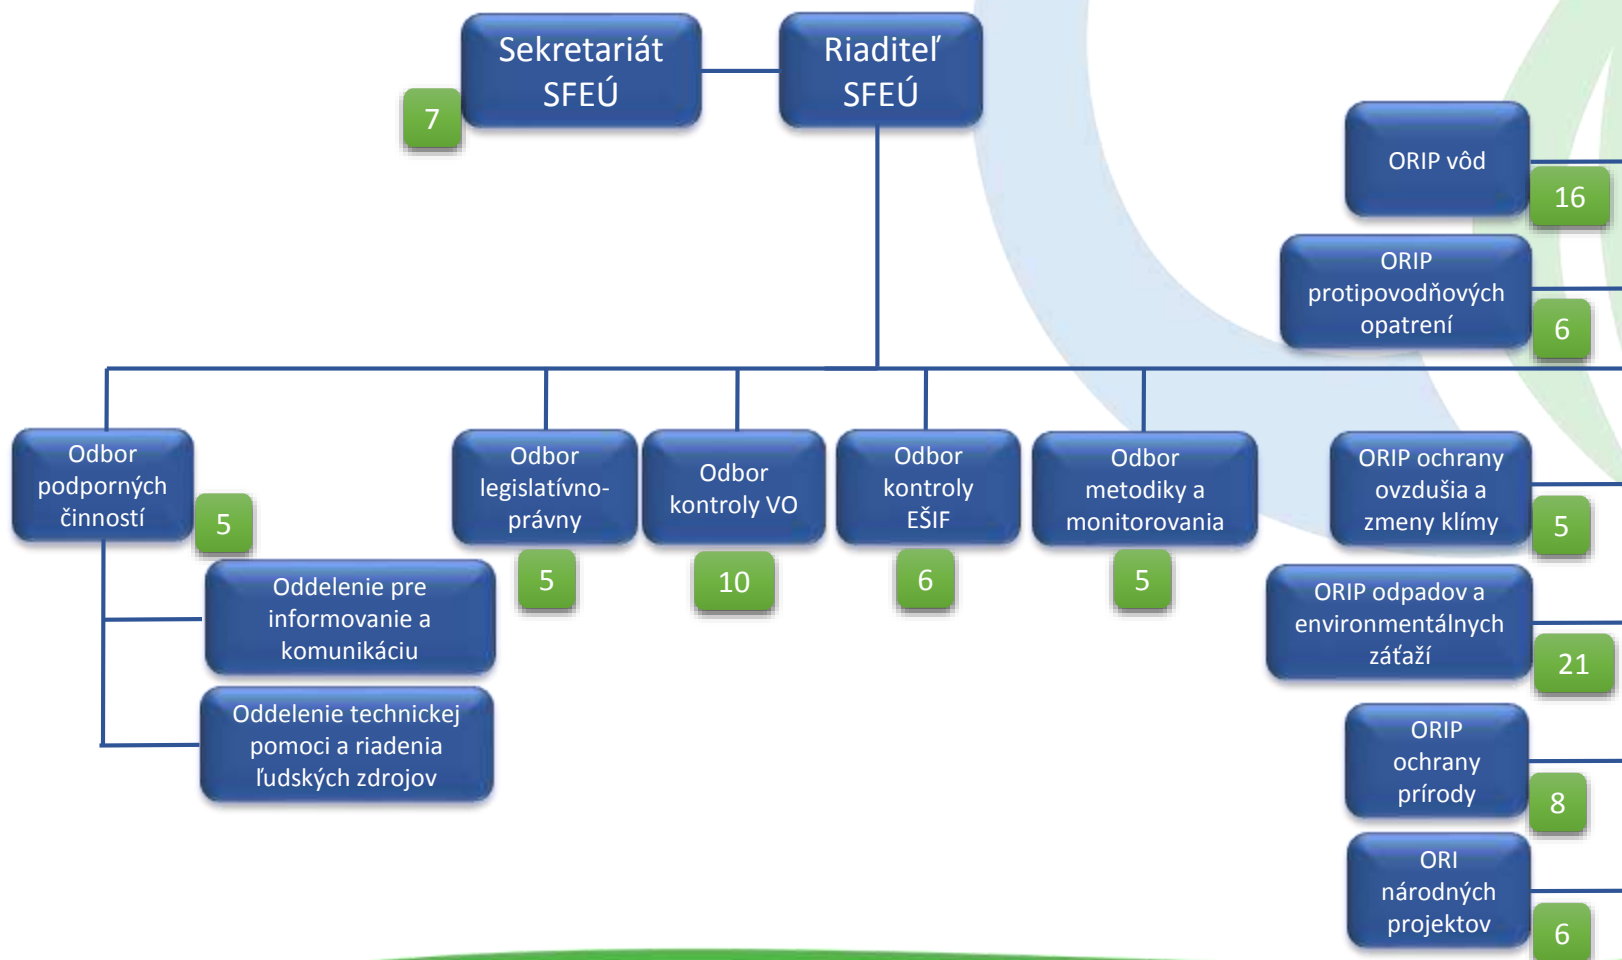 Sekretariát
SFEÚ
7
Riaditeľ
SFEÚ
ORIP vôd
16
ORIP
protipovodňových
opatrení
6
Odbor
podporných
činností
5
Odbor
legislatívno-
právny
5
Odbor
kontroly VO
10
Odbor
kontroly
EŠIF
6
Odbor
metodiky a
monitorovania
5
ORIP ochrany
ovzdušia a
zmeny klímy
5
Oddelenie pre
informovanie a
komunikáciu
Oddelenie technickej
pomoci a riadenia
ľudských zdrojov
ORIP odpadov a
environmentálnych
záťaží
21
ORIP
ochrany
prírody
8
ORI
národných
projektov
6